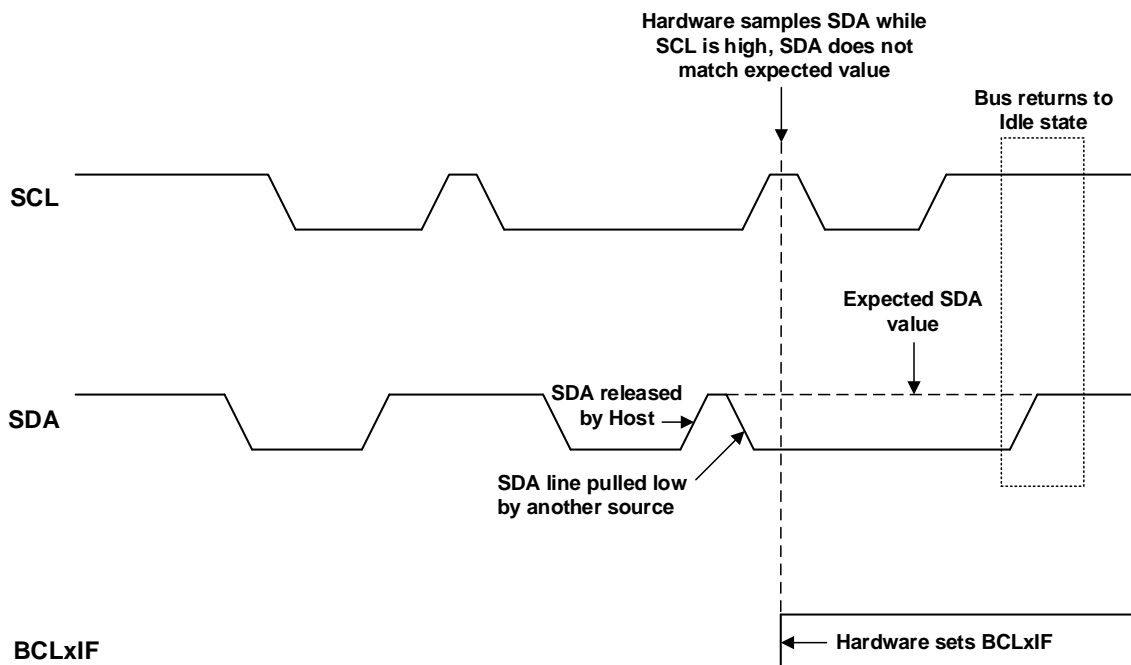 Hardware samples SDA while
SCL is high, SDA does not
match expected value
Bus returns to
Idle state
SCL
Expected SDA
value
SDA released
by Host
SDA
SDA line pulled low
by another source
BCLxIF
Hardware sets BCLxIF